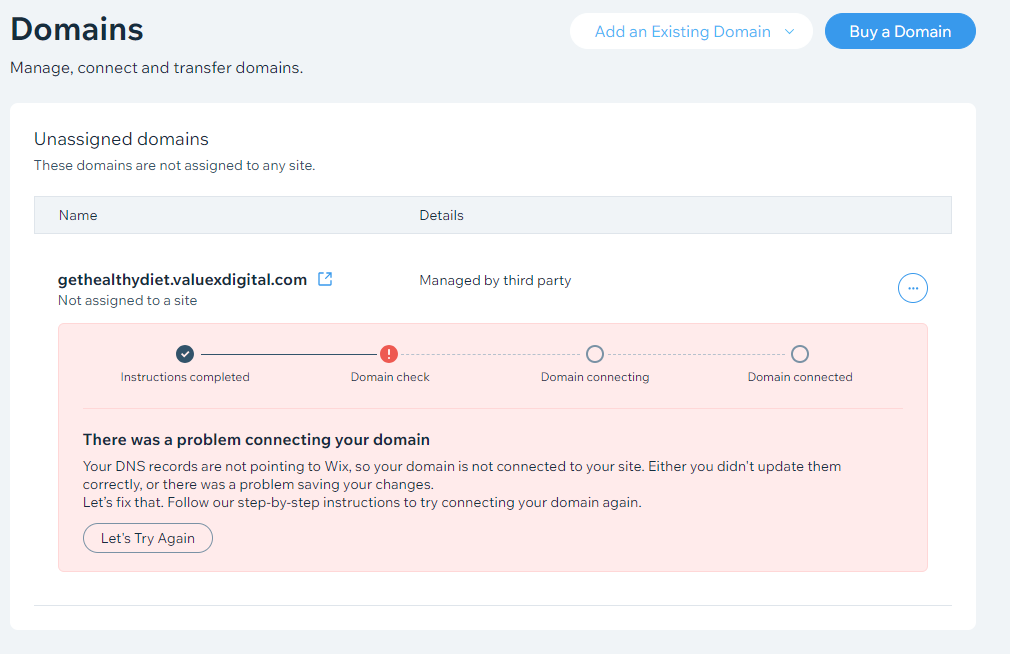 Domains
Add an Existing Domain
Buy a Domain
Manage, connect and transfer domains.
Unassigned domains
These domains are not assigned to any site.
Name
Details
gethealthydiet.valuexdigital.com
Managed by third party
Not assigned to a site
Instructions completed
Domain check
Domain connecting
Domain connected
There was a problem connecting your domain
Your DNS records are not pointing to Wix, so your domain is not connected to your site. Either you didn't update them
correctly, or there was a problem saving your changes.
Let's fix that. Follow our step-by-step instructions to try connecting your domain again.
Let's Try Again